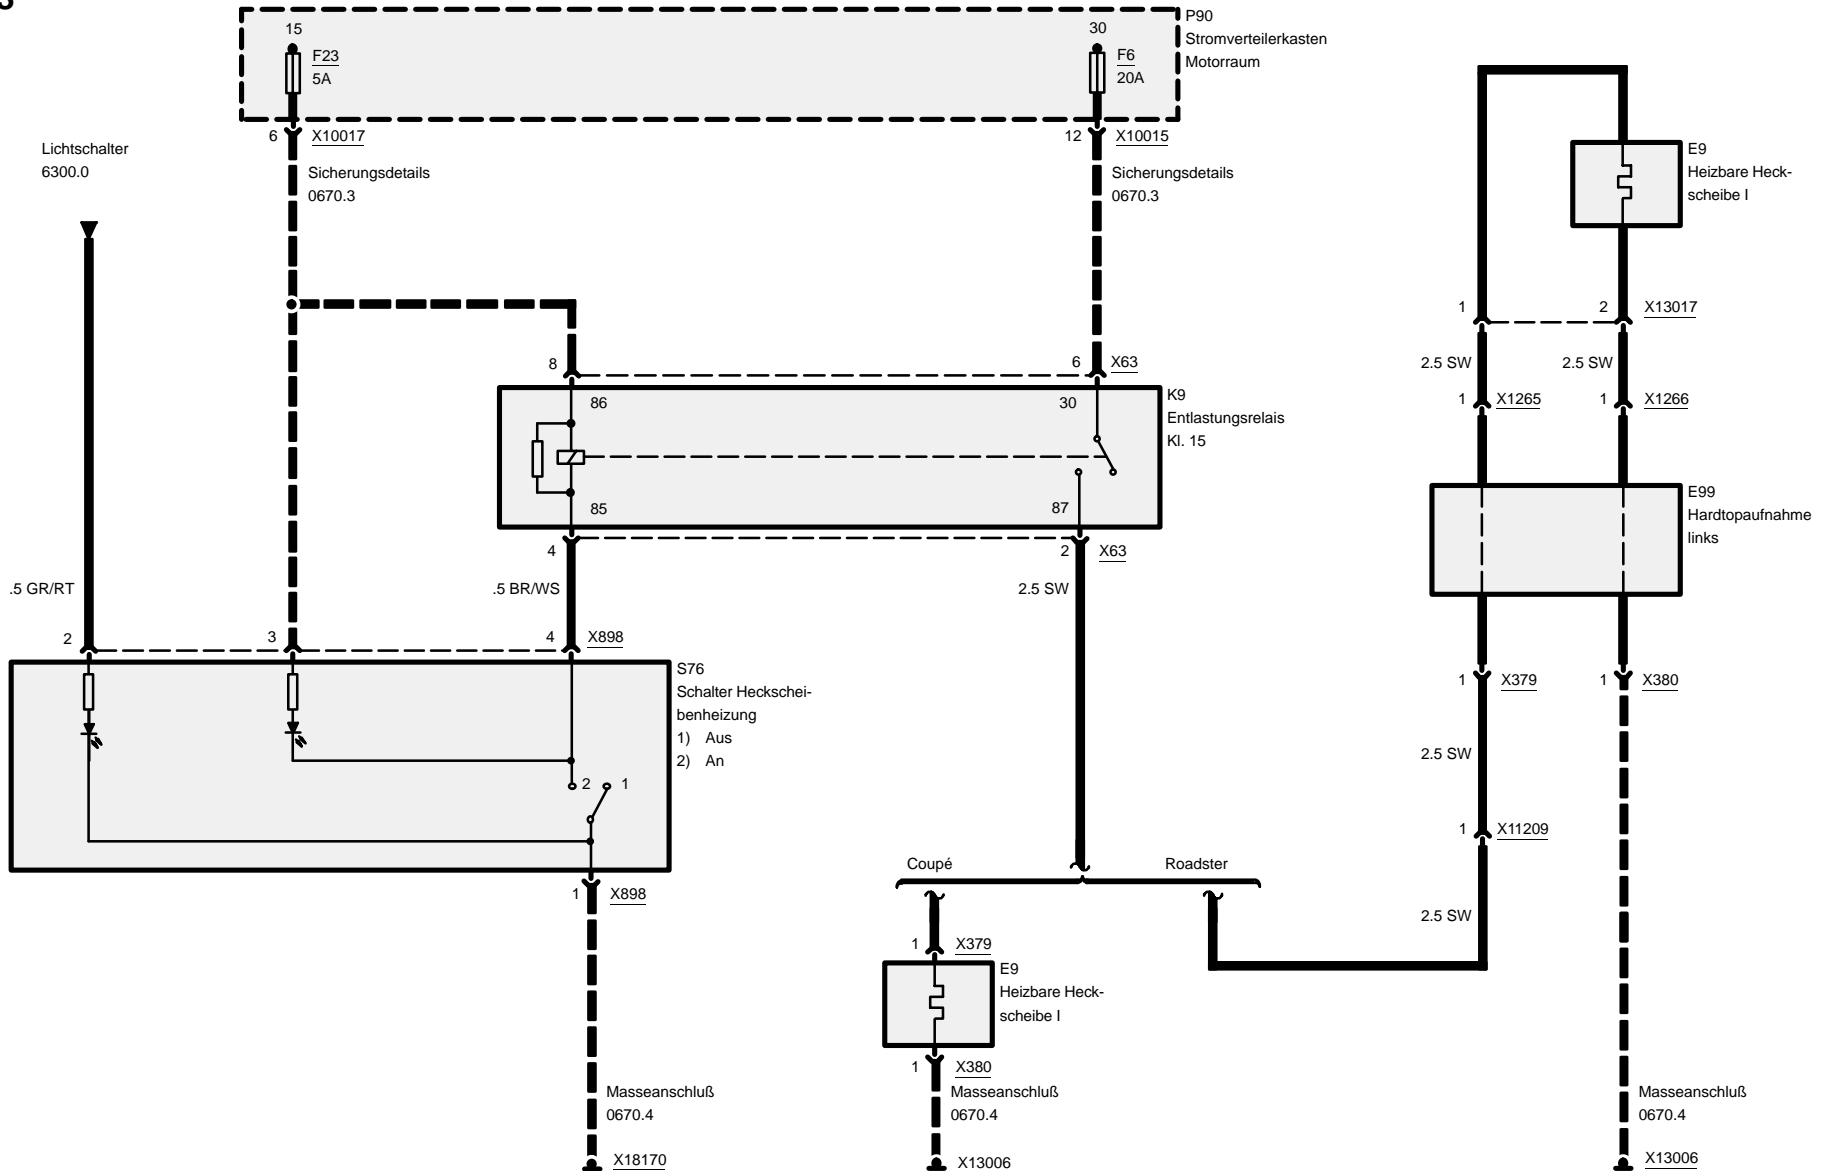 15
F23
5A
30
F6
20A
P90
Stromverteilerkasten
Motorraum
6
X10017
12
X10015
Lichtschalter
6300.0
Sicherungsdetails
0670.3
Sicherungsdetails
0670.3
E9
Heizbare Heck-
scheibe I
1
2
X13017
2.5 SW
2.5 SW
1
X1265
1
X1266
8
6
X63
86
30
K9
Entlastungsrelais
Kl. 15
85
87
4
2
X63
E99
Hardtopaufnahme
links
.5 GR/RT
.5 BR/WS
2.5 SW
2
3
4
X898
S76
Schalter Heckschei-
benheizung
1) Aus
2) An
2
1
1
X379
1
X380
2.5 SW
1
X11209
Coupé
Roadster
1
X898
2.5 SW
1
X379
E9
Heizbare Heck-
scheibe I
1
X380
Masseanschluß
0670.4
Masseanschluß
0670.4
Masseanschluß
0670.4
X18170
X13006
X13006